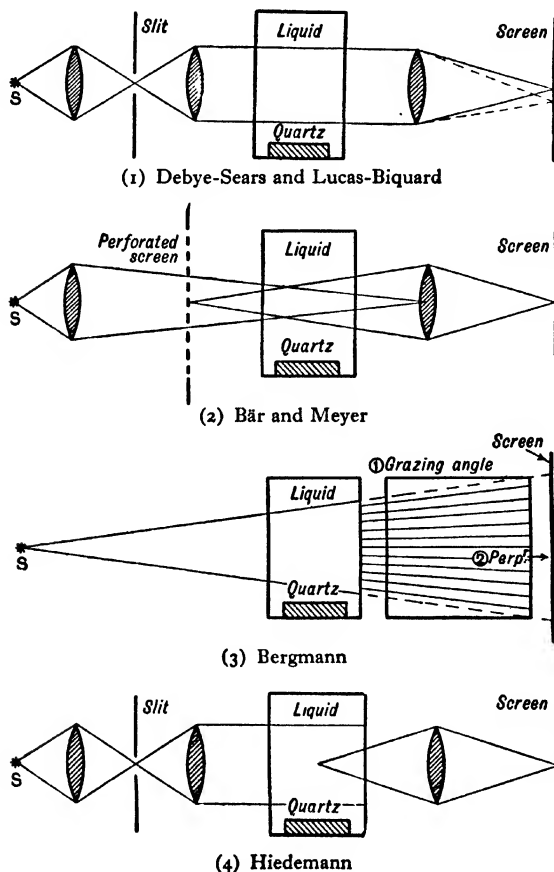 Slit
Liquid
Screen
S
Quartz
(1) Debye-Sears and Lucas-Biquard
Perforated
screen
Liquid
Screen
S
Quartz
(2) Bär and Meyer
Screen
①Grazing angle
Liquid
S
②Perpr.
Quartz
(3) Bergmann
Slit
Liquid
Screen
S
Quartz
(4) Hiedemann